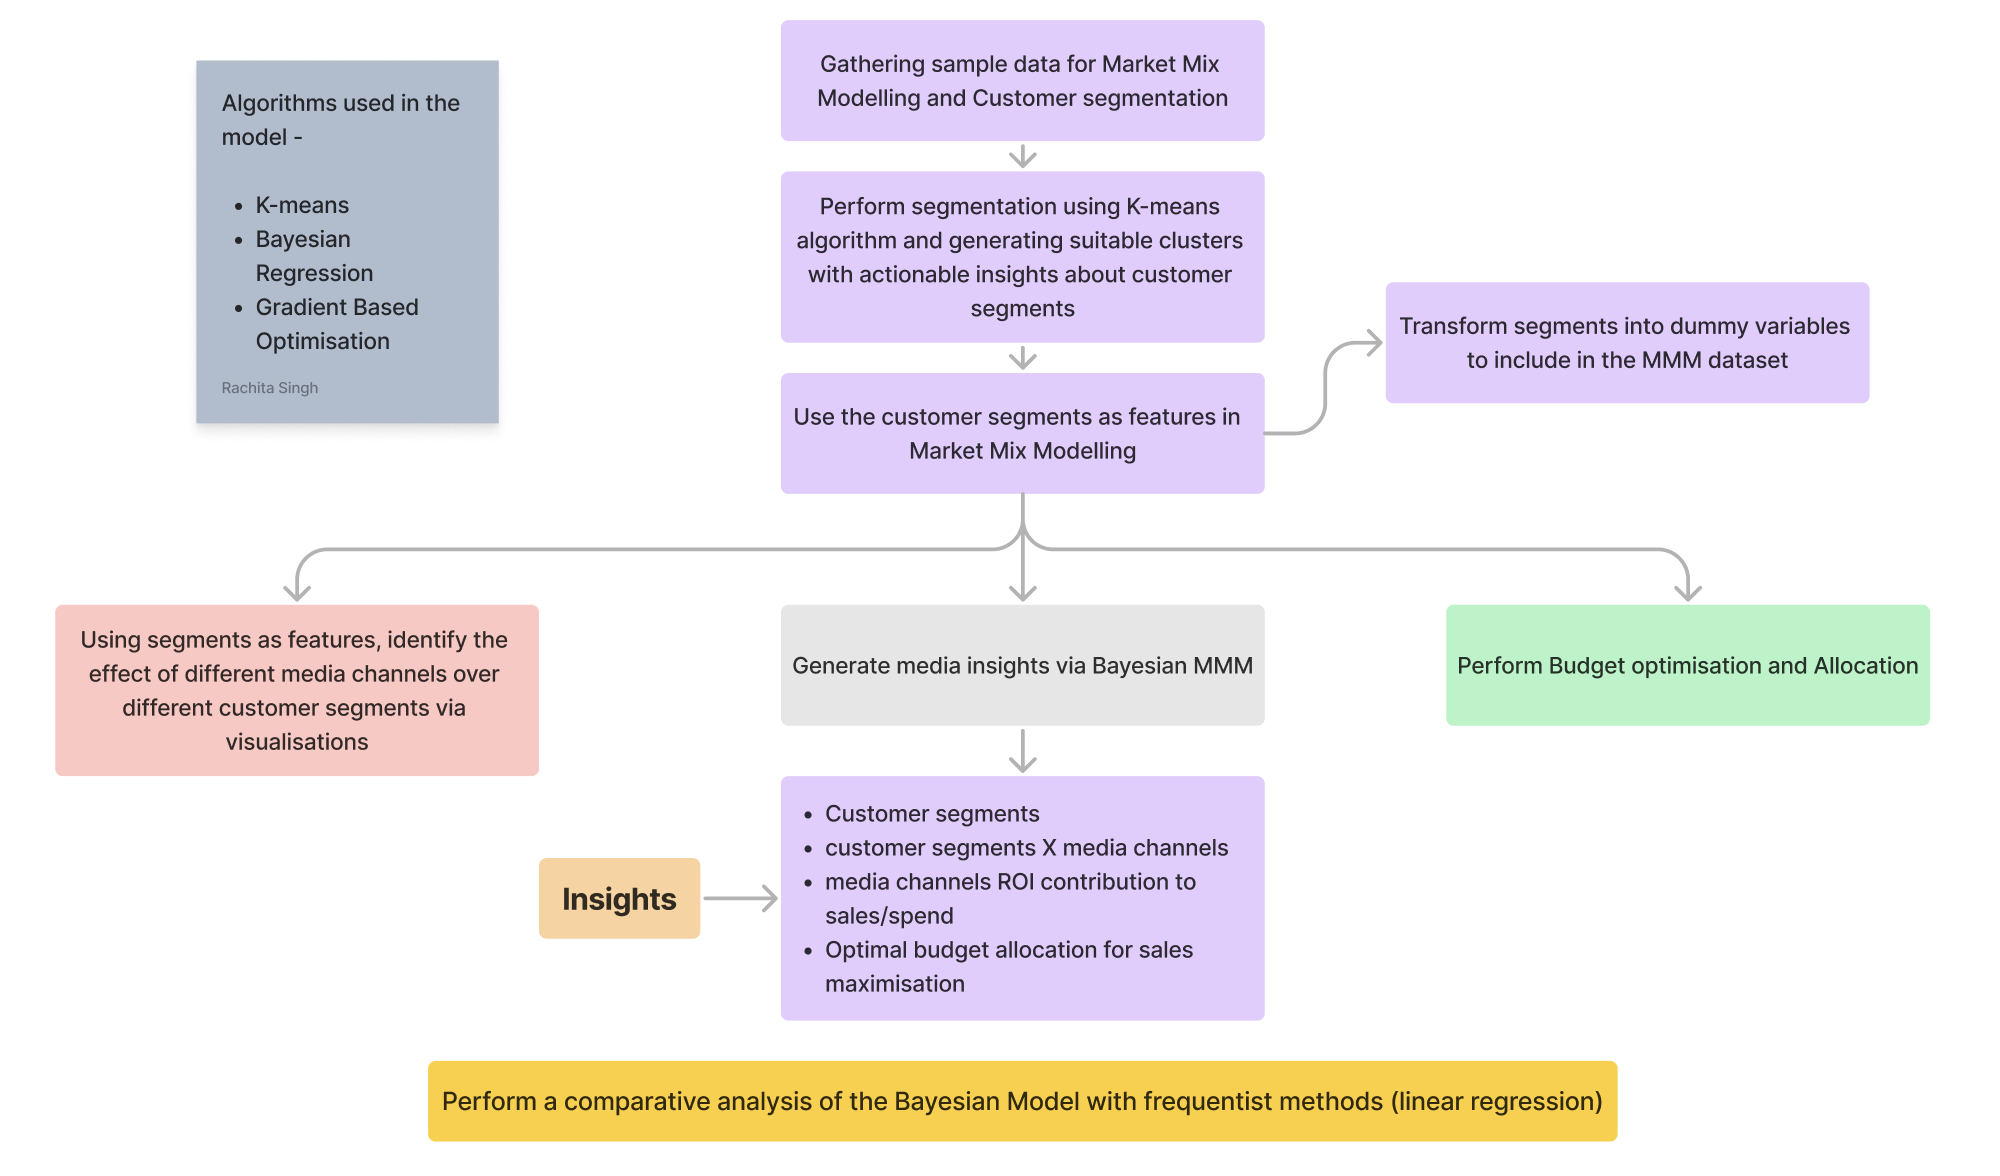 Algorithms used in the
model -
• K-means
• Bayesian
Regression
• Gradient Based
Optimisation
Rachita Singh
Gathering sample data for Market Mix
Modelling and Customer segmentation
Perform segmentation using K-means
algorithm and generating suitable clusters
with actionable insights about customer
segments
Use the customer segments as features in
Market Mix Modelling
Transform segments into dummy variables
to include in the MMM dataset
Using segments as features, identify the
effect of different media channels over
different customer segments via
visualisations
Generate media insights via Bayesian MMM
Perform Budget optimisation and Allocation
Insights
• Customer segments
• customer segments X media channels
• media channels ROI contribution to
sales/spend
• Optimal budget allocation for sales
maximisation
Perform a comparative analysis of the Bayesian Model with frequentist methods (linear regression)